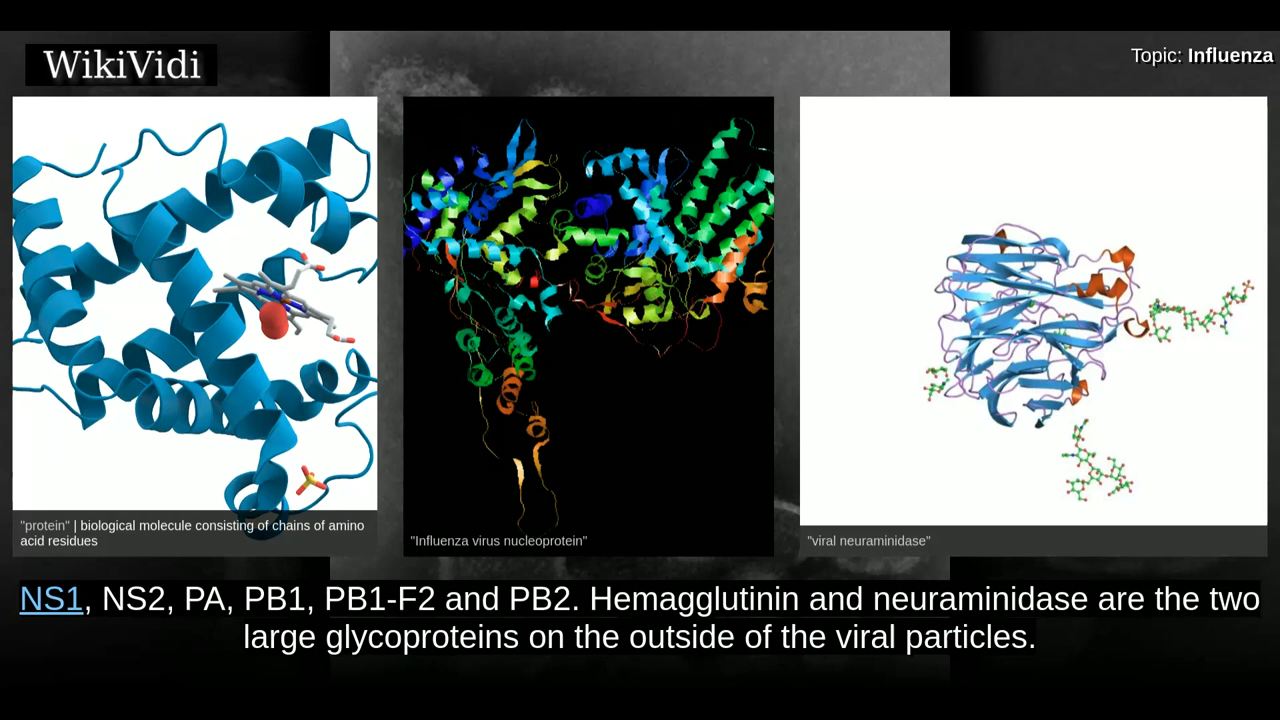 WikiVidi
Topic: Influenza
"protein" | biological molecule consisting of chains of amino
acid residues
"Influenza virus nucleoprotein"
"viral neuraminidase"
NS1, NS2, PA, PB1, PB1-F2 and PB2. Hemagglutinin and neuraminidase are the two
large glycoproteins on the outside of the viral particles.